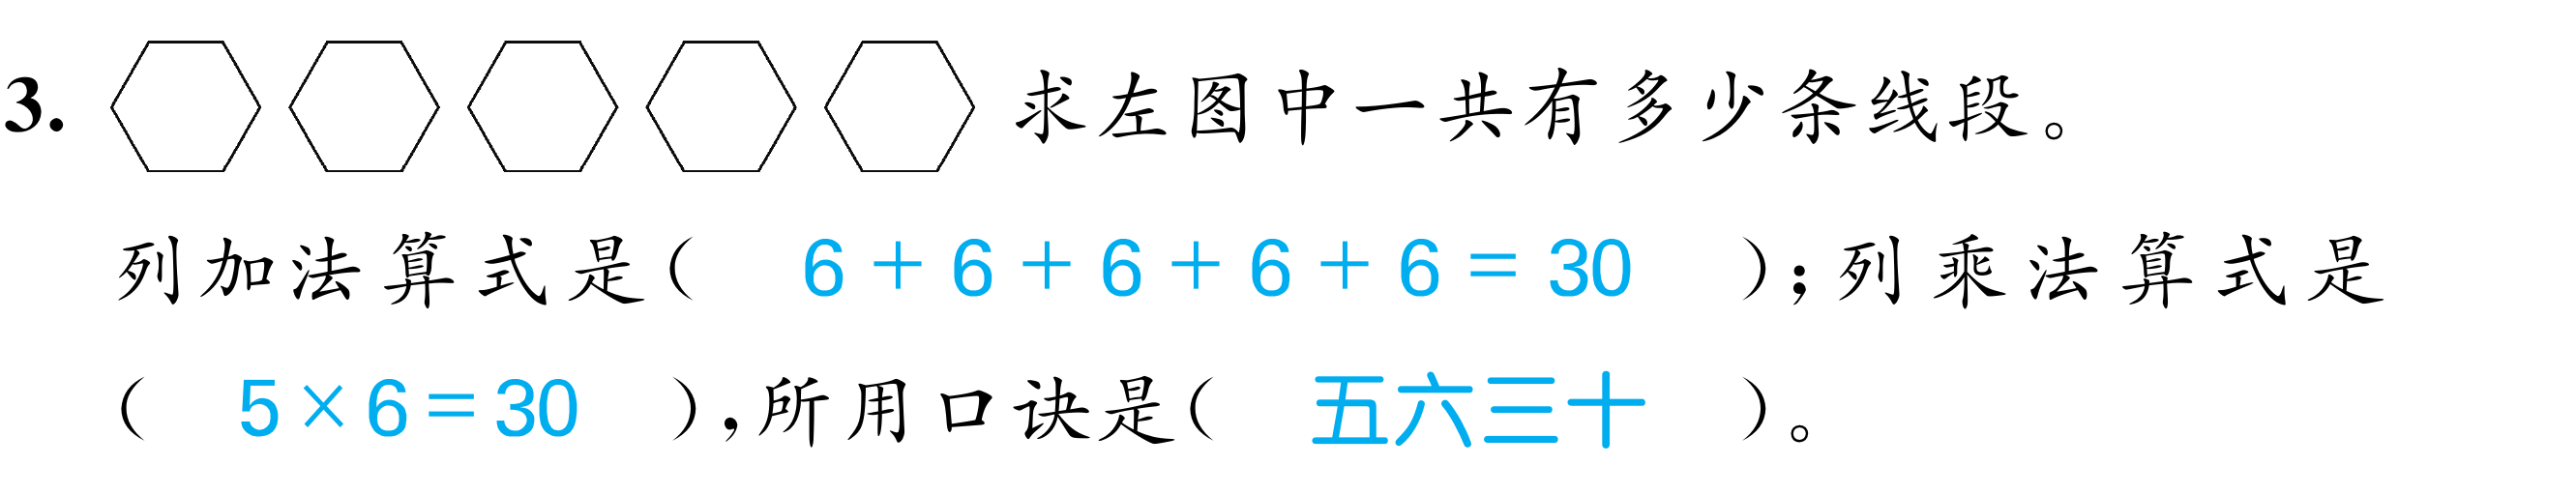 3. 求左图中一共有多少条线段。
列加法算式是( 6+6+6+6+6=30 );列乘法算式是
( 5×6=30 ),所用口诀是( 五六三十 )。